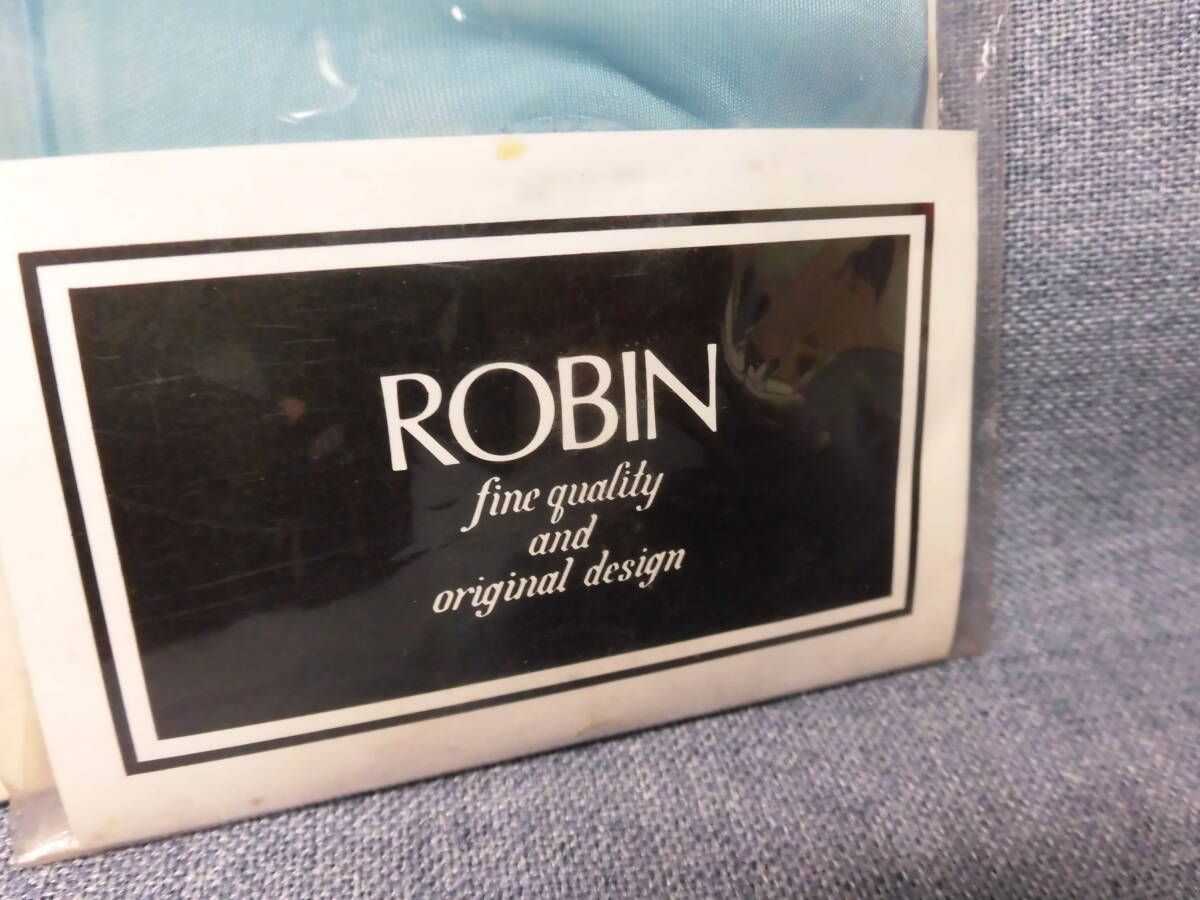 ROBIN
fine quality
and
original design